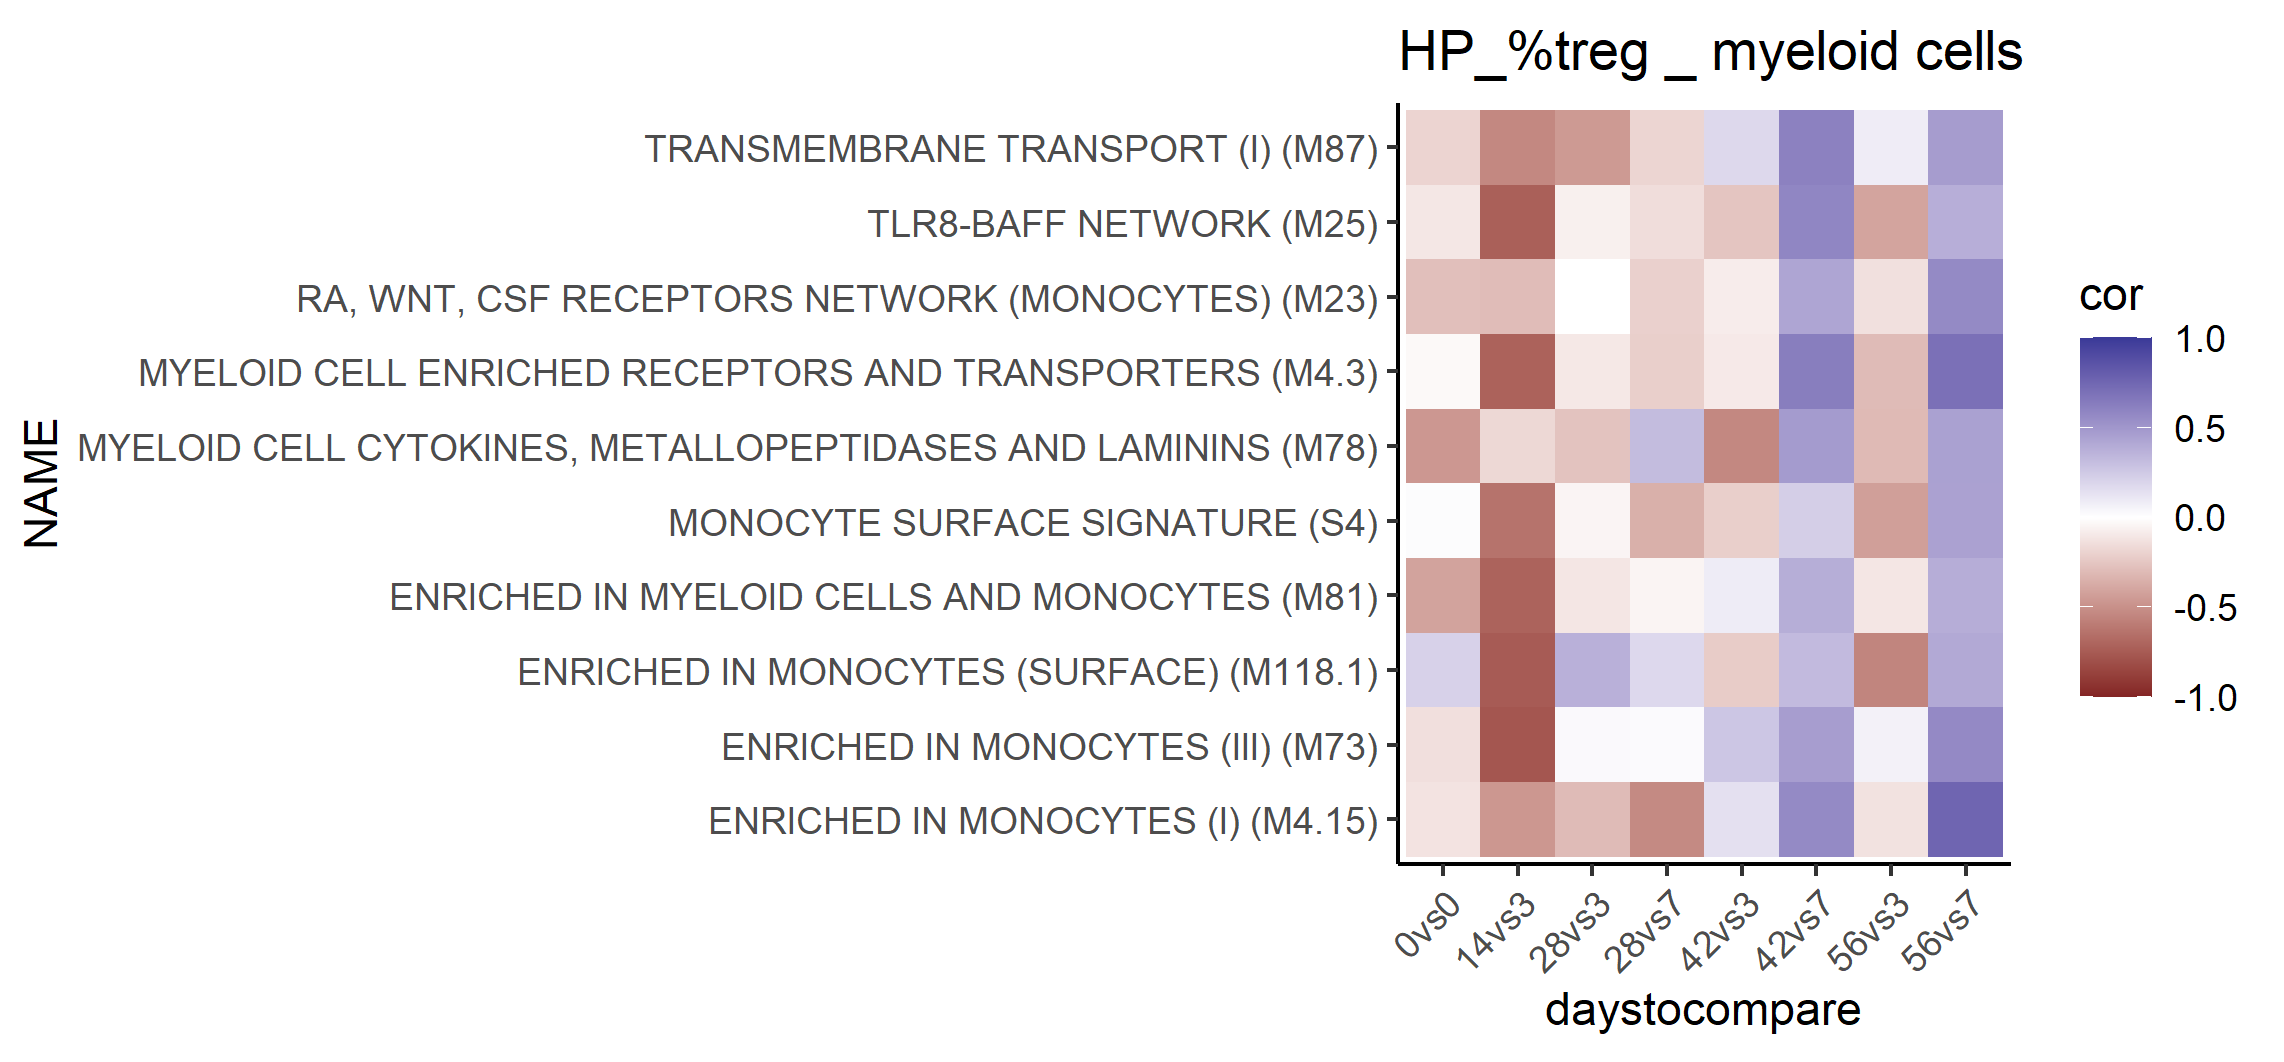 HP_%treg _ myeloid cells
TRANSMEMBRANE TRANSPORT (I) (M87)
TLR8-BAFF NETWORK (M25)
RA, WNT, CSF RECEPTORS NETWORK (MONOCYTES) (M23)
MYELOID CELL ENRICHED RECEPTORS AND TRANSPORTERS (M4.3)
MYELOID CELL CYTOKINES, METALLOPEPTIDASES AND LAMININS (M78)
MONOCYTE SURFACE SIGNATURE (S4)
ENRICHED IN MYELOID CELLS AND MONOCYTES (M81)
ENRICHED IN MONOCYTES (SURFACE) (M118.1)
ENRICHED IN MONOCYTES (III) (M73)
ENRICHED IN MONOCYTES (I) (M4.15)
NAME
0vs0
14vs3
28vs3
28vs7
42vs3
42vs7
56vs3
56vs7
daystocompare
cor
1.0
0.5
0.0
-0.5
-1.0